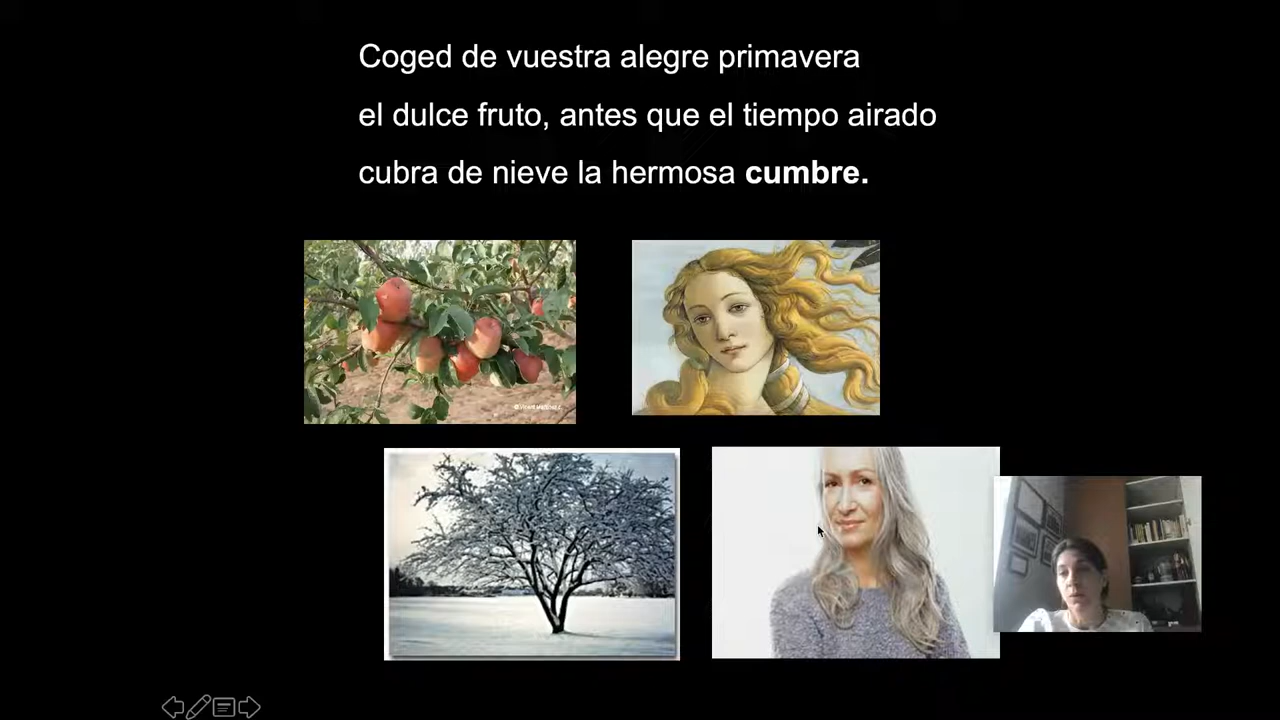 Coged de vuestra alegre primavera
el dulce fruto, antes que el tiempo airado
cubra de nieve la hermosa cumbre.